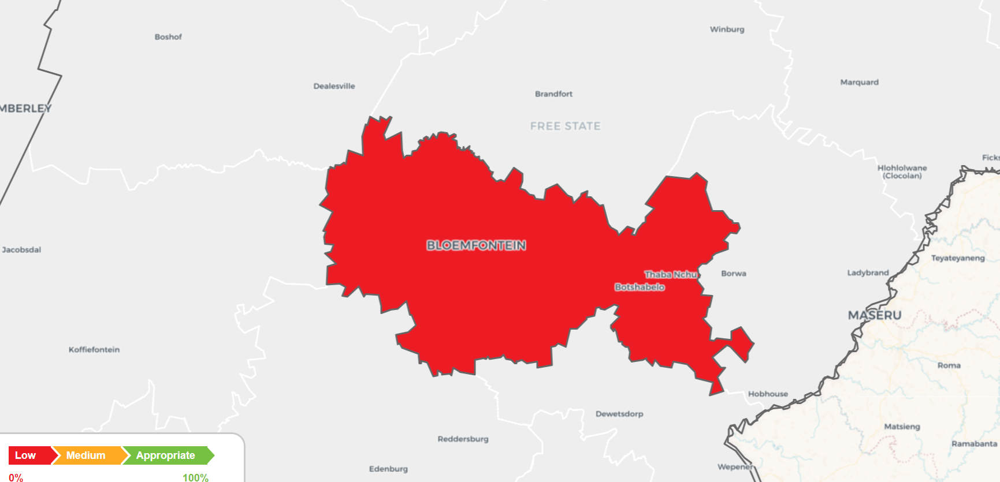 Winburg
Boshof
Marquard
Dealesville
Brandfort
MBERLEY
FREE STATE
Ficks
Hlohlolwane
(Clocolan)
BLOEMFONTEIN
Jacobsdal
Teyateyaneng
Thaba Nchu
Borwa
Ladybrand
Botshabelo
MASERU
Koffiefontein
Roma
Hobhouse
Dewetsdorp
Matsieng
Reddersburg
Ramabanta
Wepener
Edenburg
Low
Medium
Appropriate
0%
100%